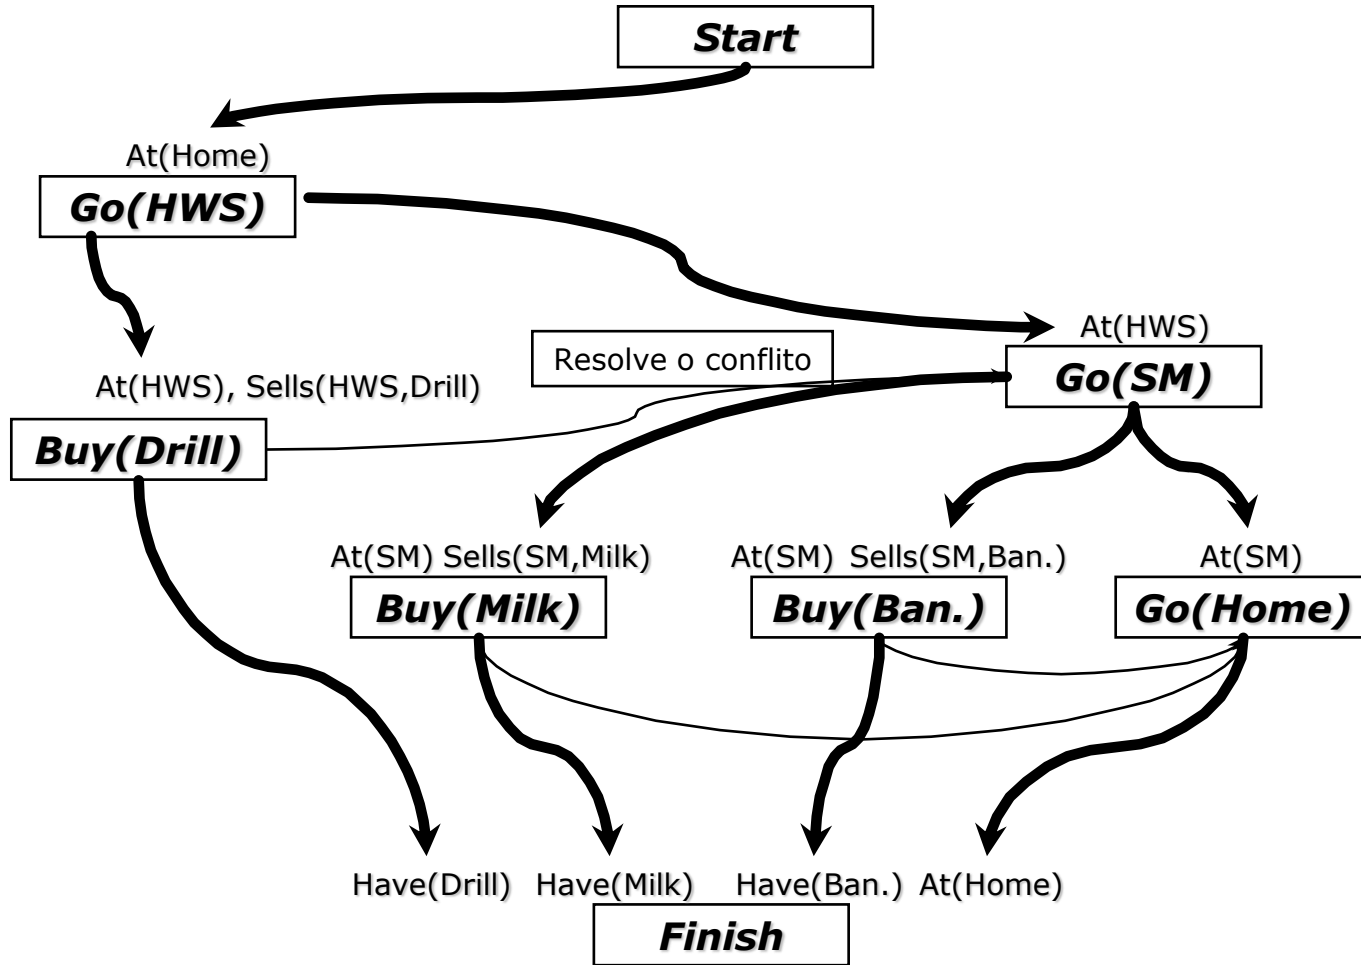 Start
At(Home)
Go(HWS)
At(HWS)
Resolve o conflito
Go(SM)
At(HWS), Sells(HWS,Drill)
Buy(Drill)
At(SM) Sells(SM,Milk)
At(SM) Sells(SM,Ban.)
At(SM)
Buy(Milk)
Buy(Ban.)
Go(Home)
Have(Drill) Have(Milk) Have(Ban.) At(Home)
Finish